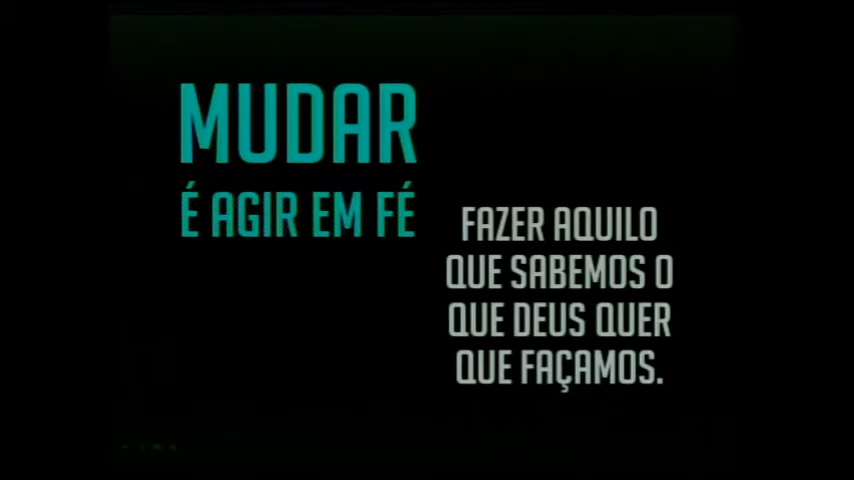 MUDAR
É AGIR EM FÉ
FAZER AQUILO
QUE SABEMOS O
QUE DEUS QUER
QUE FAÇAMOS.